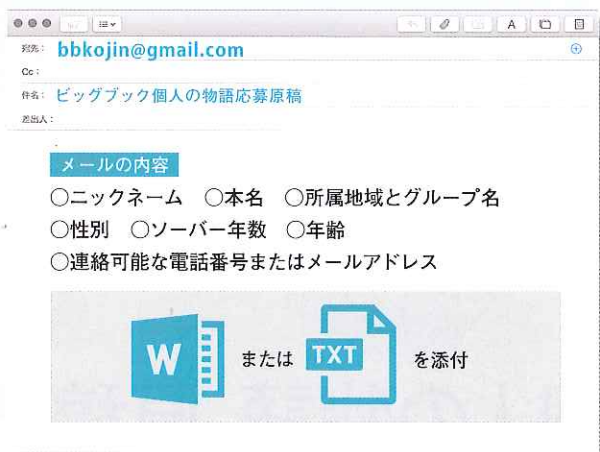 A
宛先： bbkojin@gmail.com
Cc：
件名： ビッグブック個人の物語応募原稿
差出人：
メールの内容
○ニックネーム ○本名 ○所属地域とグループ名
○性別 ○ソーバー年数 ○年齢
○連絡可能な電話番号またはメールアドレス
W または TXT を添付